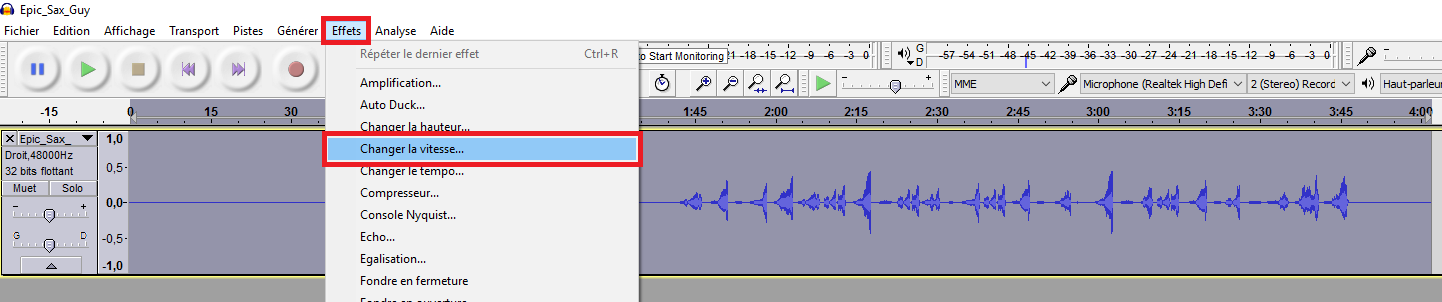 Epic_Sax_Guy
Fichier Edition Affichage Transport Pistes Générer Effets Analyse Aide
Répéter le dernier effet Ctrl+R
o Start Monitoring 21 -18 -15 -12 -9 -6 -3 0
G D -57 -54 -51 -48 -45 -42 -39 -36 -33 -30 -27 -24 -21 -18 -15 -12 -9 -6 -3 0
Amplification...
MME Microphone (Realtek High Defi 2 (Stereo) Record Haut-parleu
Auto Duck...
-15 0 15 30 1:45 2:00 2:15 2:30 2:45 3:00 3:15 3:30 3:45 4:00
Changer la hauteur...
Epic_Sax_
Droit,48000Hz
32 bits flottant
Muet Solo
- +
G D
1,0
0,5-
0,0-
-0,5-
-1,0
Changer la vitesse...
Changer le tempo...
Compresseur...
Console Nyquist...
Echo...
Egalisation...
Fondre en fermeture
Fondre en ouverture